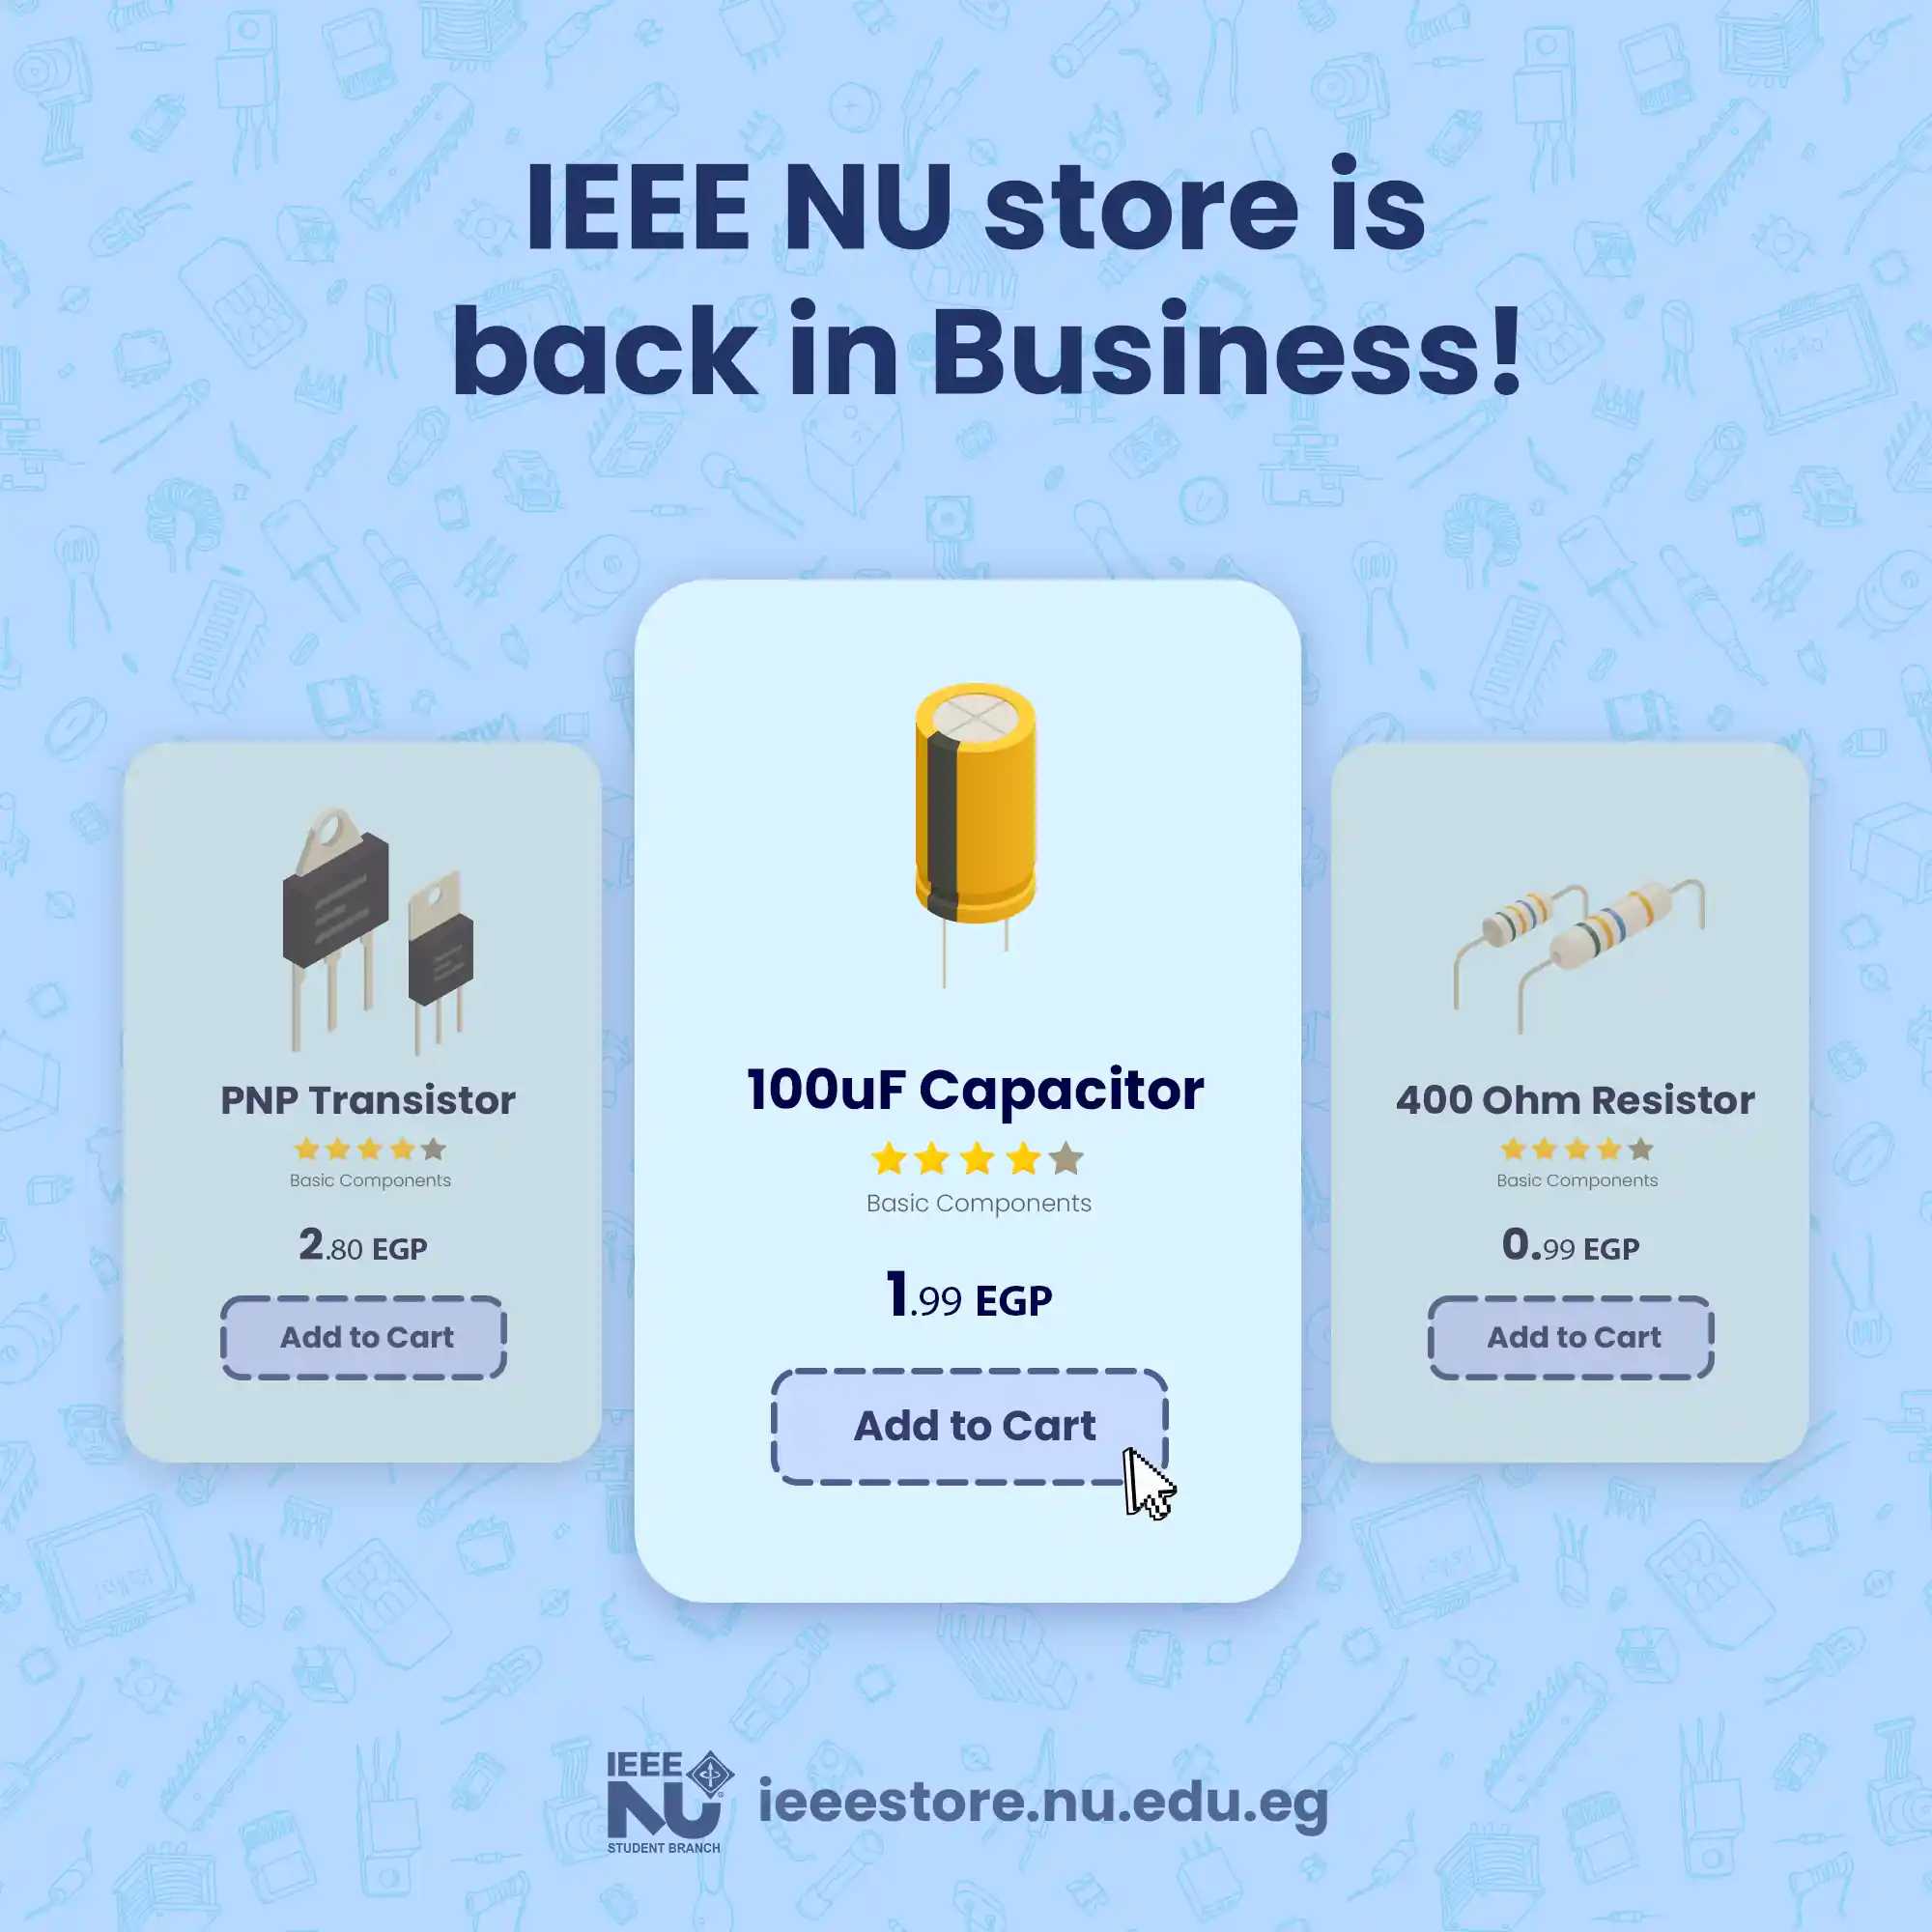 IEEE NU store is
back in Business!
PNP Transistor
Basic Components
2.80 EGP
Add to Cart
100uF Capacitor
Basic Components
1.99 EGP
Add to Cart
400 Ohm Resistor
Basic Components
0.99 EGP
Add to Cart
IEEE
NU
STUDENT BRANCH
ieeestore.nu.edu.eg